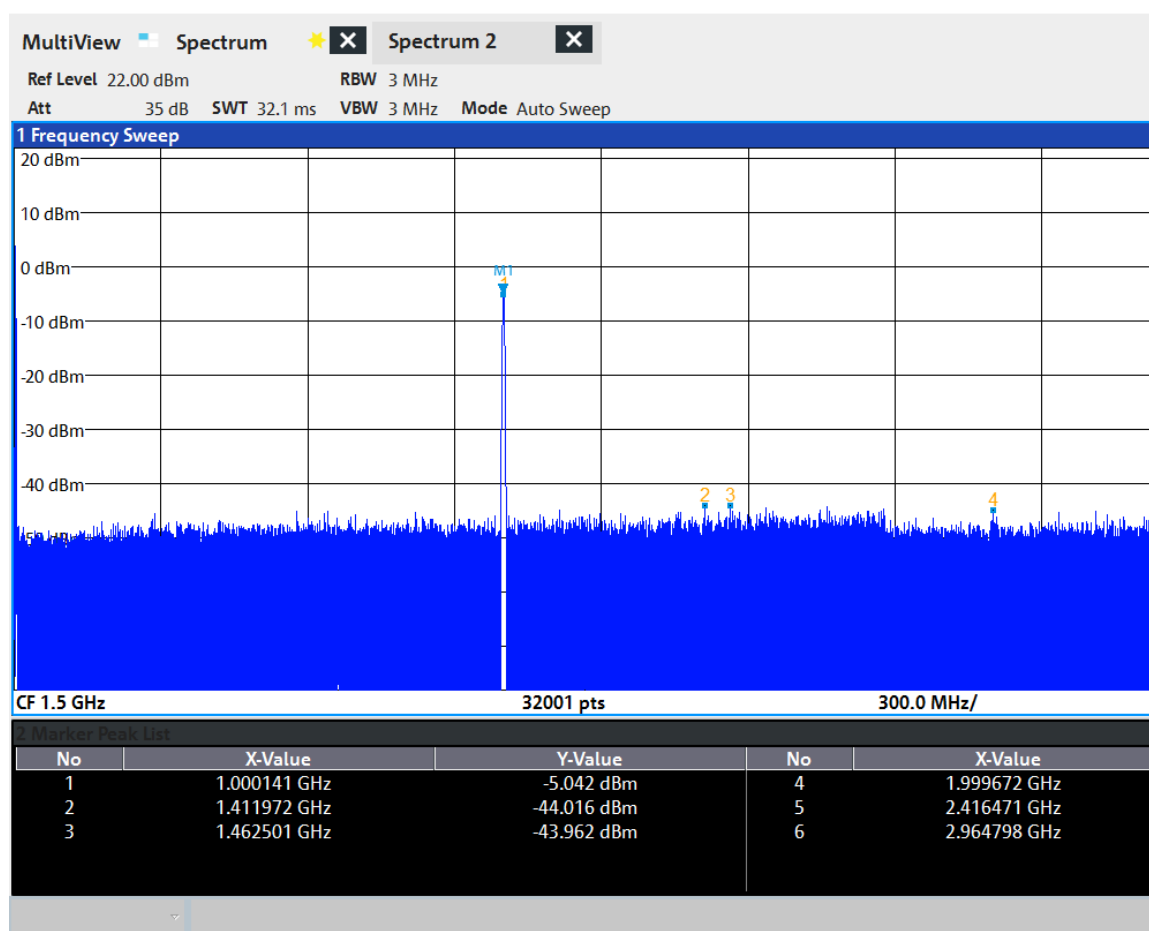 MultiView Spectrum Spectrum 2
Ref Level 22.00 dBm RBW 3 MHz
Att 35 dB SWT 32.1 ms VBW 3 MHz Mode Auto Sweep
1 Frequency Sweep
20 dBm
10 dBm
0 dBm
M1
1
-10 dBm
-20 dBm
-30 dBm
-40 dBm
2 3 4
CF 1.5 GHz 32001 pts 300.0 MHz/
2 Marker Peak List
No X-Value Y-Value No X-Value
1 1.000141 GHz -5.042 dBm 4 1.999672 GHz
2 1.411972 GHz -44.016 dBm 5 2.416471 GHz
3 1.462501 GHz -43.962 dBm 6 2.964798 GHz